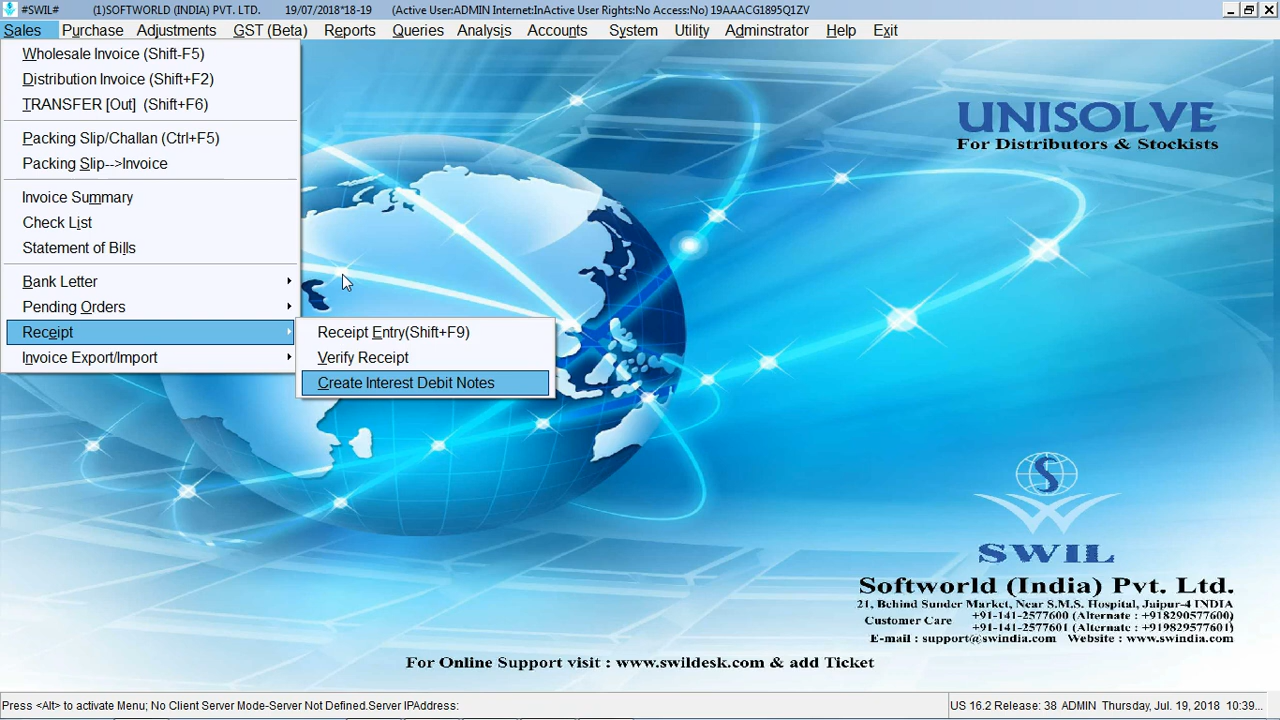 #SWIL# (1)SOFTWORLD (INDIA) PVT. LTD. 19/07/2018*18-19 (Active User:ADMIN Internet:InActive User Rights:No Access:No) 19AAACG1895Q1ZV
Sales Purchase Adjustments GST (Beta) Reports Queries Analysis Accounts System Utility Adminstrator Help Exit
Wholesale Invoice (Shift-F5)
Distribution Invoice (Shift+F2)
TRANSFER [Out] (Shift+F6)
Packing Slip/Challan (Ctrl+F5)
Packing Slip-->Invoice
Invoice Summary
Check List
Statement of Bills
Bank Letter
Pending Orders
Receipt
Invoice Export/Import
Receipt Entry(Shift+F9)
Verify Receipt
Create Interest Debit Notes
UNISOLVE
For Distributors & Stockists
S
SWIL
Softworld (India) Pvt. Ltd.
21, Behind Sunder Market, Near S.M.S. Hospital, Jaipur-4 INDIA
Customer Care +91-141-2577600 (Alternate : +918290577600)
+91-141-2577601 (Alternate : +919829577601)
E-mail : support@swindia.com Website : www.swindia.com
For Online Support visit : www.swildesk.com & add Ticket
Press <Alt> to activate Menu; No Client Server Mode-Server Not Defined.Server IPAddress:
US 16.2 Release: 38 ADMIN Thursday, Jul. 19, 2018 10:39...